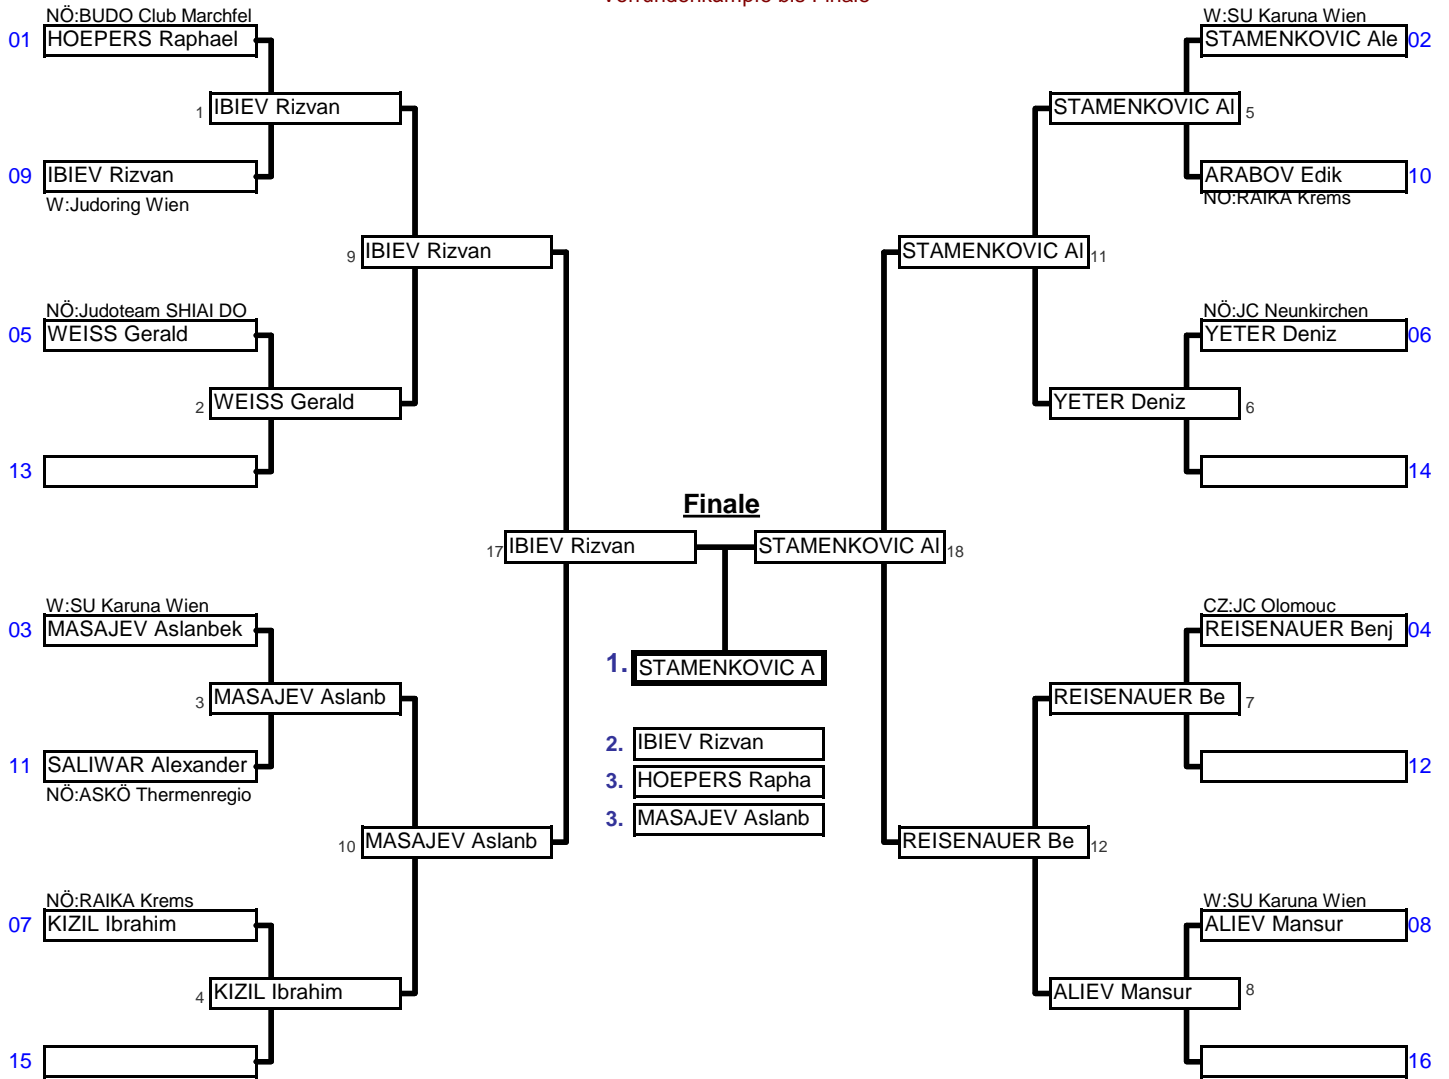 Vorrundenkämpfe bis Finale
NÖ:BUDO Club Marchfel
01 HOEPERS Raphael
1 IBIEV Rizvan
09 IBIEV Rizvan
W:Judoring Wien
9 IBIEV Rizvan
NÖ:Judoteam SHIAI DO
05 WEISS Gerald
2 WEISS Gerald
13
17 IBIEV Rizvan
W:SU Karuna Wien
03 MASAJEV Aslanbek
3 MASAJEV Aslanb
11 SALIWAR Alexander
NÖ:ASKÖ Thermenregio
10 MASAJEV Aslanb
NÖ:RAIKA Krems
07 KIZIL Ibrahim
4 KIZIL Ibrahim
15
Finale
1. STAMENKOVIC A
2. IBIEV Rizvan
3. HOEPERS Rapha
3. MASAJEV Aslanb
W:SU Karuna Wien
STAMENKOVIC Ale 02
STAMENKOVIC Al 5
ARABOV Edik 10
NÖ:RAIKA Krems
STAMENKOVIC Al 11
NÖ:JC Neunkirchen
YETER Deniz 06
YETER Deniz 6
14
STAMENKOVIC Al 18
CZ:JC Olomouc
REISENAUER Benj 04
REISENAUER Be 7
12
REISENAUER Be 12
W:SU Karuna Wien
ALIEV Mansur 08
ALIEV Mansur 8
16